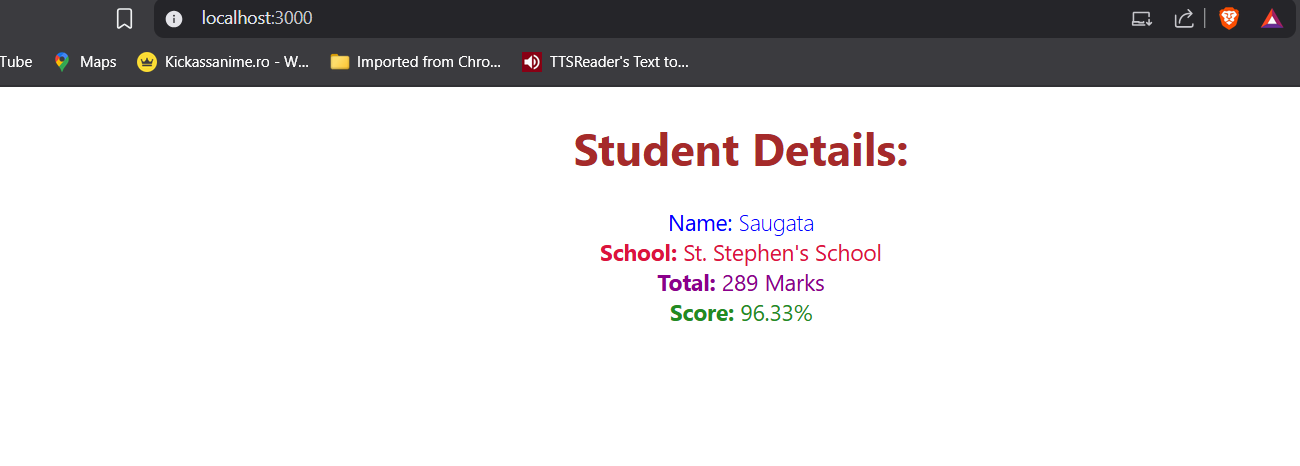 localhost:3000
Tube Maps Kickassanime.ro - W... Imported from Chro... TTSReader's Text to...
Student Details:
Name: Saugata
School: St. Stephen's School
Total: 289 Marks
Score: 96.33%